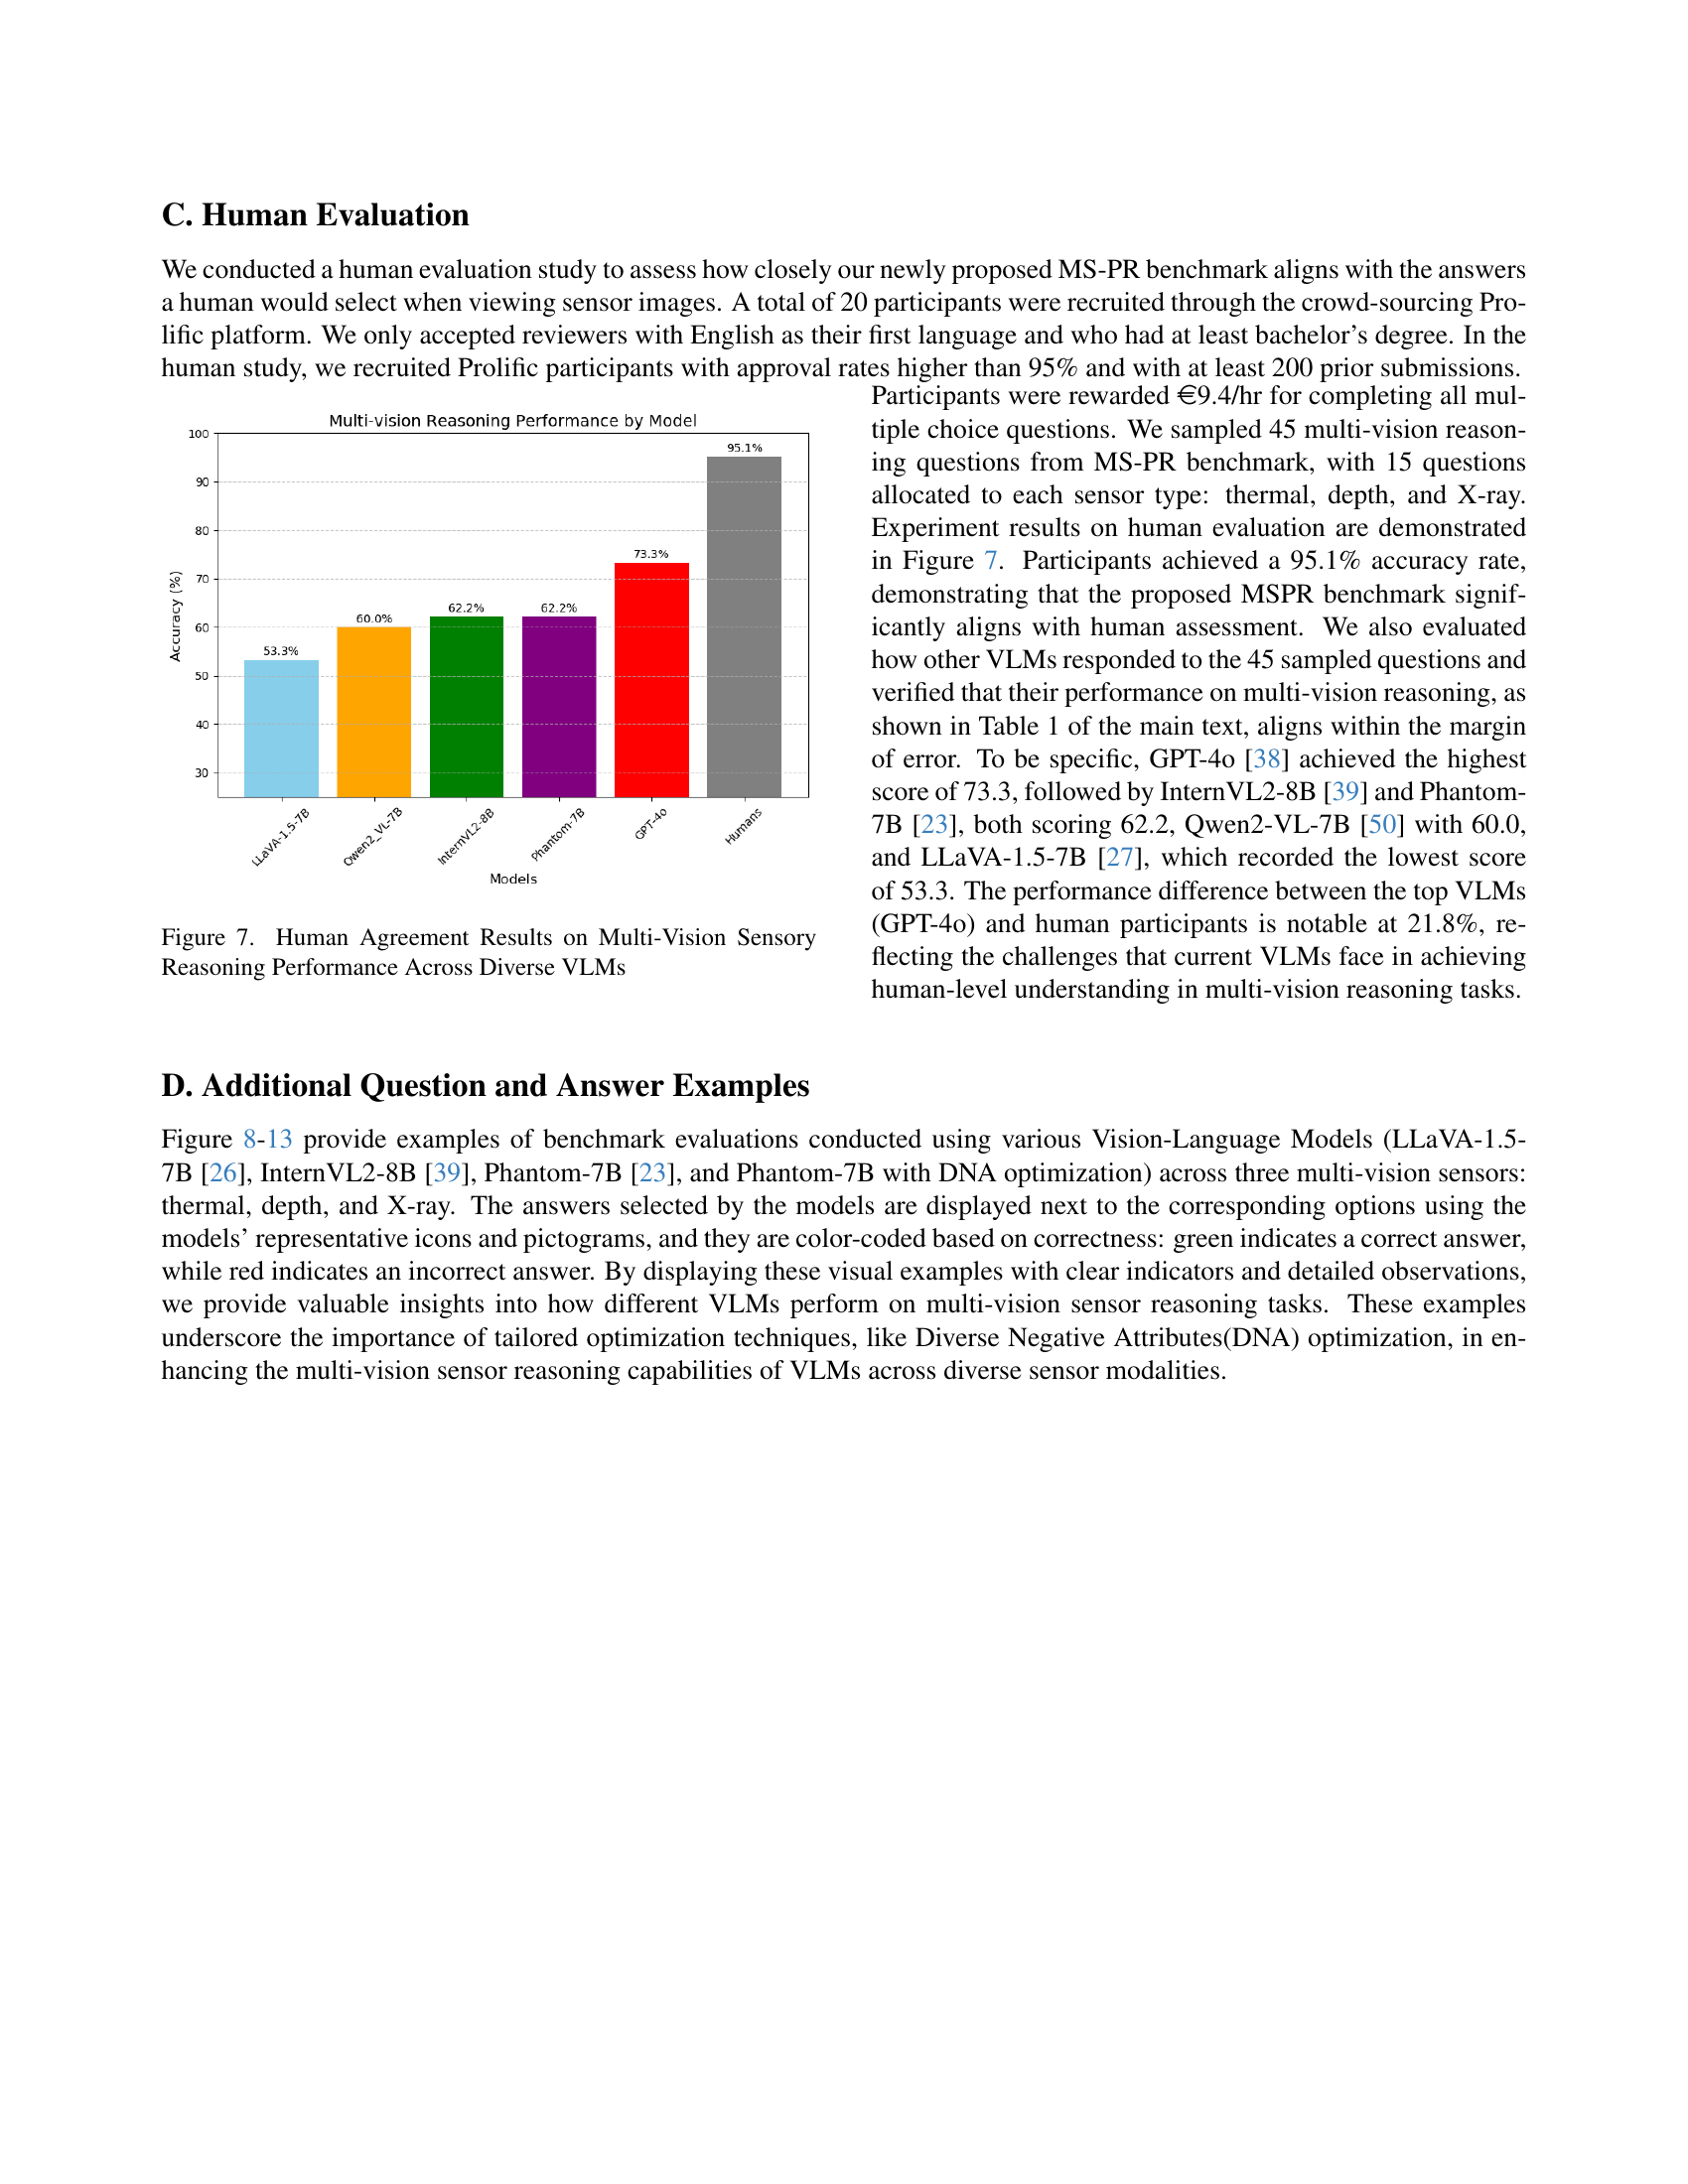 C. Human Evaluation
We conducted a human evaluation study to assess how closely our newly proposed MS-PR benchmark aligns with the answers
a human would select when viewing sensor images. A total of 20 participants were recruited through the crowd-sourcing Pro-
lific platform. We only accepted reviewers with English as their first language and who had at least bachelor's degree. In the
human study, we recruited Prolific participants with approval rates higher than 95% and with at least 200 prior submissions.
Multi-vision Reasoning Performance by Model
Accuracy (%)
100
90
80
70
60
50
40
30
53.3%
60.0%
62.2%
62.2%
73.3%
95.1%
LLaVA-1.5-7B
Qwen2_VL-7B
InternVL2-8B
Phantom-7B
GPT-4o
Humans
Models
Figure 7. Human Agreement Results on Multi-Vision Sensory
Reasoning Performance Across Diverse VLMs
Participants were rewarded €9.4/hr for completing all mul-
tiple choice questions. We sampled 45 multi-vision reason-
ing questions from MS-PR benchmark, with 15 questions
allocated to each sensor type: thermal, depth, and X-ray.
Experiment results on human evaluation are demonstrated
in Figure 7. Participants achieved a 95.1% accuracy rate,
demonstrating that the proposed MSPR benchmark signif-
icantly aligns with human assessment. We also evaluated
how other VLMs responded to the 45 sampled questions and
verified that their performance on multi-vision reasoning, as
shown in Table 1 of the main text, aligns within the margin
of error. To be specific, GPT-4o [38] achieved the highest
score of 73.3, followed by InternVL2-8B [39] and Phantom-
7B [23], both scoring 62.2, Qwen2-VL-7B [50] with 60.0,
and LLaVA-1.5-7B [27], which recorded the lowest score
of 53.3. The performance difference between the top VLMs
(GPT-4o) and human participants is notable at 21.8%, re-
flecting the challenges that current VLMs face in achieving
human-level understanding in multi-vision reasoning tasks.
D. Additional Question and Answer Examples
Figure 8-13 provide examples of benchmark evaluations conducted using various Vision-Language Models (LLaVA-1.5-
7B [26], InternVL2-8B [39], Phantom-7B [23], and Phantom-7B with DNA optimization) across three multi-vision sensors:
thermal, depth, and X-ray. The answers selected by the models are displayed next to the corresponding options using the
models' representative icons and pictograms, and they are color-coded based on correctness: green indicates a correct answer,
while red indicates an incorrect answer. By displaying these visual examples with clear indicators and detailed observations,
we provide valuable insights into how different VLMs perform on multi-vision sensor reasoning tasks. These examples
underscore the importance of tailored optimization techniques, like Diverse Negative Attributes(DNA) optimization, in en-
hancing the multi-vision sensor reasoning capabilities of VLMs across diverse sensor modalities.